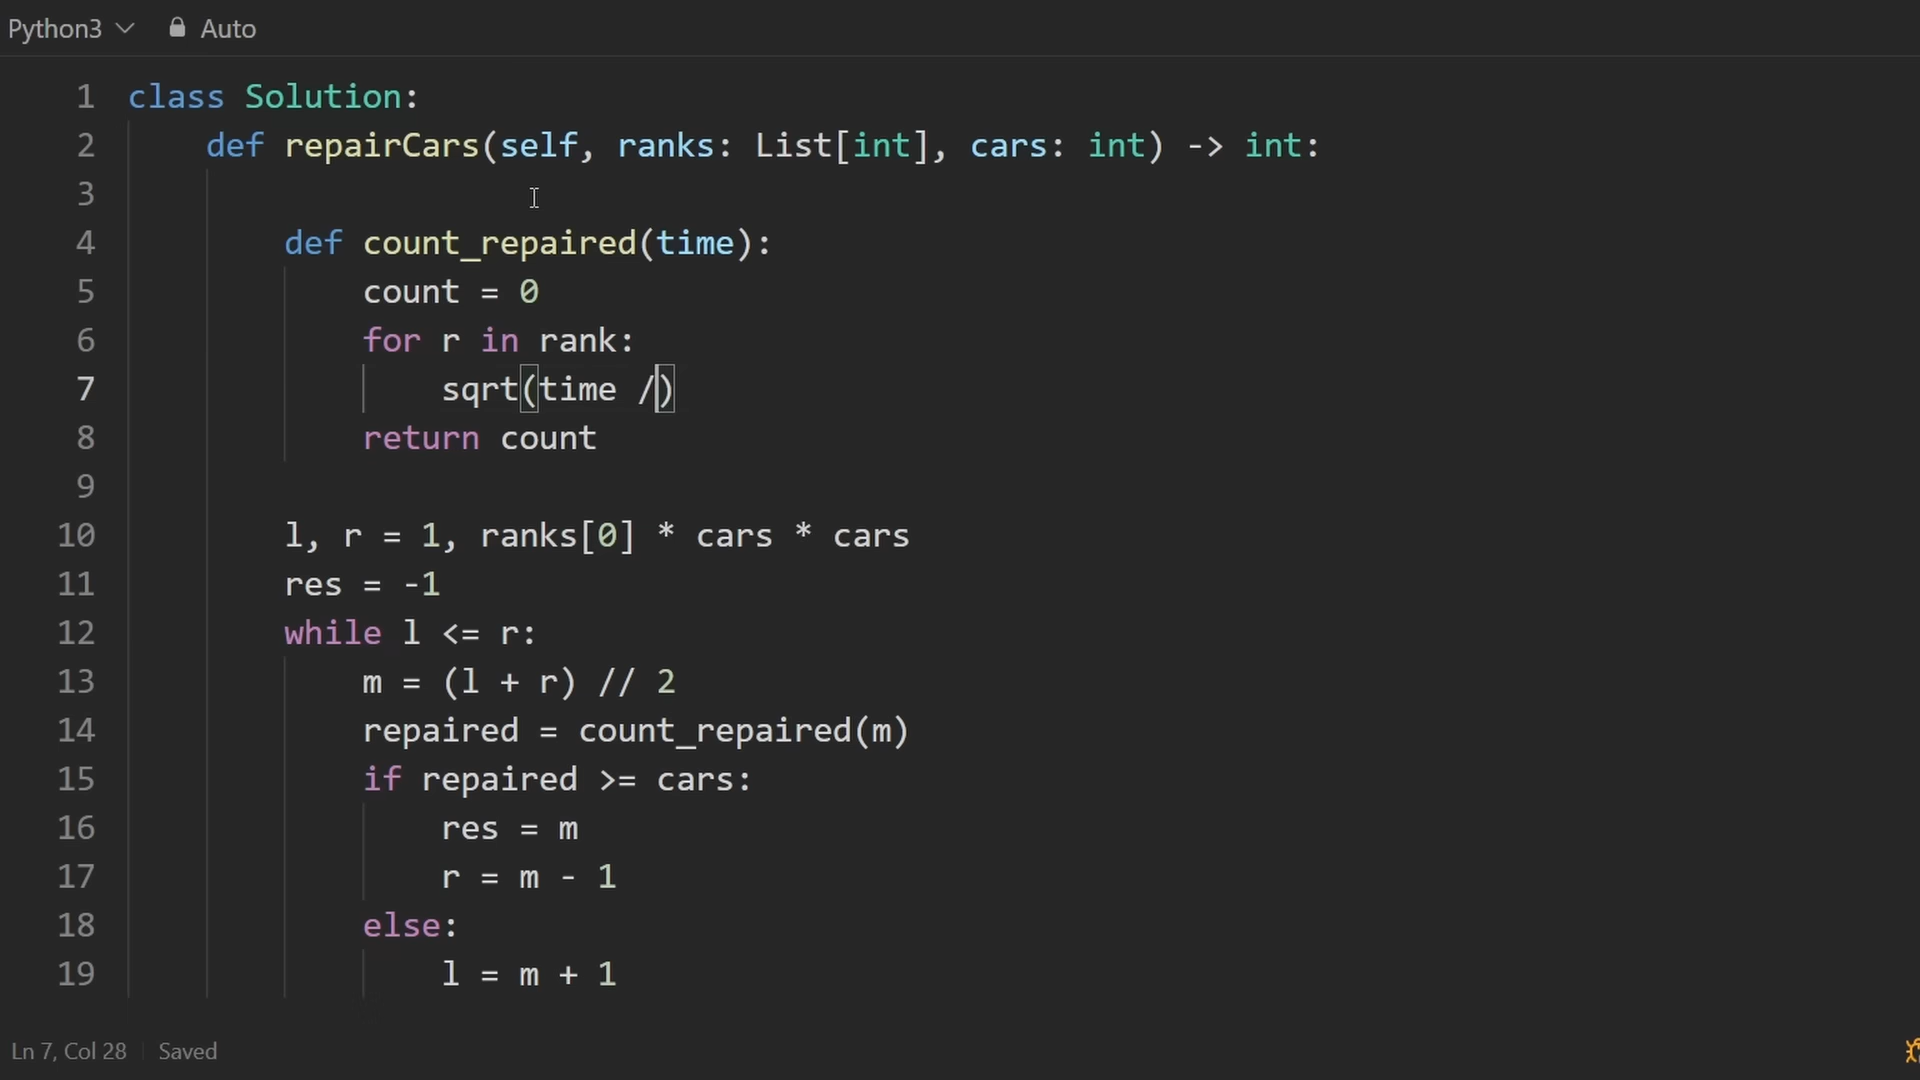 Python3 Auto
1 class Solution:
2 def repairCars(self, ranks: List[int], cars: int) -> int:
3
4 def count_repaired(time):
5 count = 0
6 for r in rank:
7 sqrt(time /)
8 return count
9
10 l, r = 1, ranks[0] * cars * cars
11 res = -1
12 while l <= r:
13 m = (l + r) // 2
14 repaired = count_repaired(m)
15 if repaired >= cars:
16 res = m
17 r = m - 1
18 else:
19 l = m + 1
Ln 7, Col 28 Saved